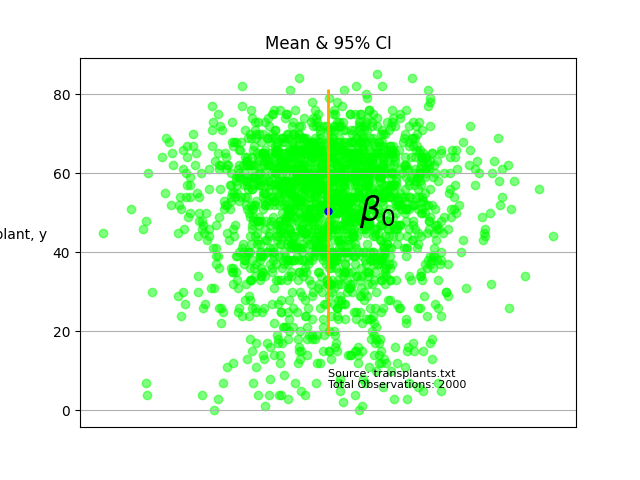 Mean & 95% CI
80
60
β0
plant, y
40
20
Source: transplants.txt
Total Observations: 2000
0